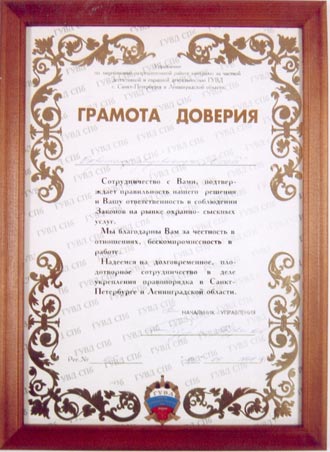 Управление
по лицензионно-разрешительной работе контролю за частной
детективной и охранной деятельностью ГУВД
г. Санкт-Петербурга и Ленинградской области
ГРАМОТА ДОВЕРИЯ
Сотрудничество с Вами, подтвер-
ждает правильность нашего решения
и Вашу ответственность в соблюдении
Законов на рынке охранно-сыскных
услуг.
Мы благодарны Вам за честность в
отношениях, бескомпромиссность в
работе.
Надеемся на долговременное, пло-
дотворное сотрудничество в деле
укрепления правопорядка в Санкт-
Петербурге и Ленинградской области.
НАЧАЛЬНИК УПРАВЛЕНИЯ
Рег. №
ГУВД